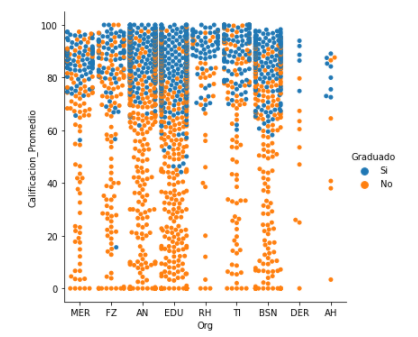 100
80
60
40
20
0
Calificacion_Promedio
MER FZ AN EDU RH TI BSN DER AH
Org
Graduado
Si
No